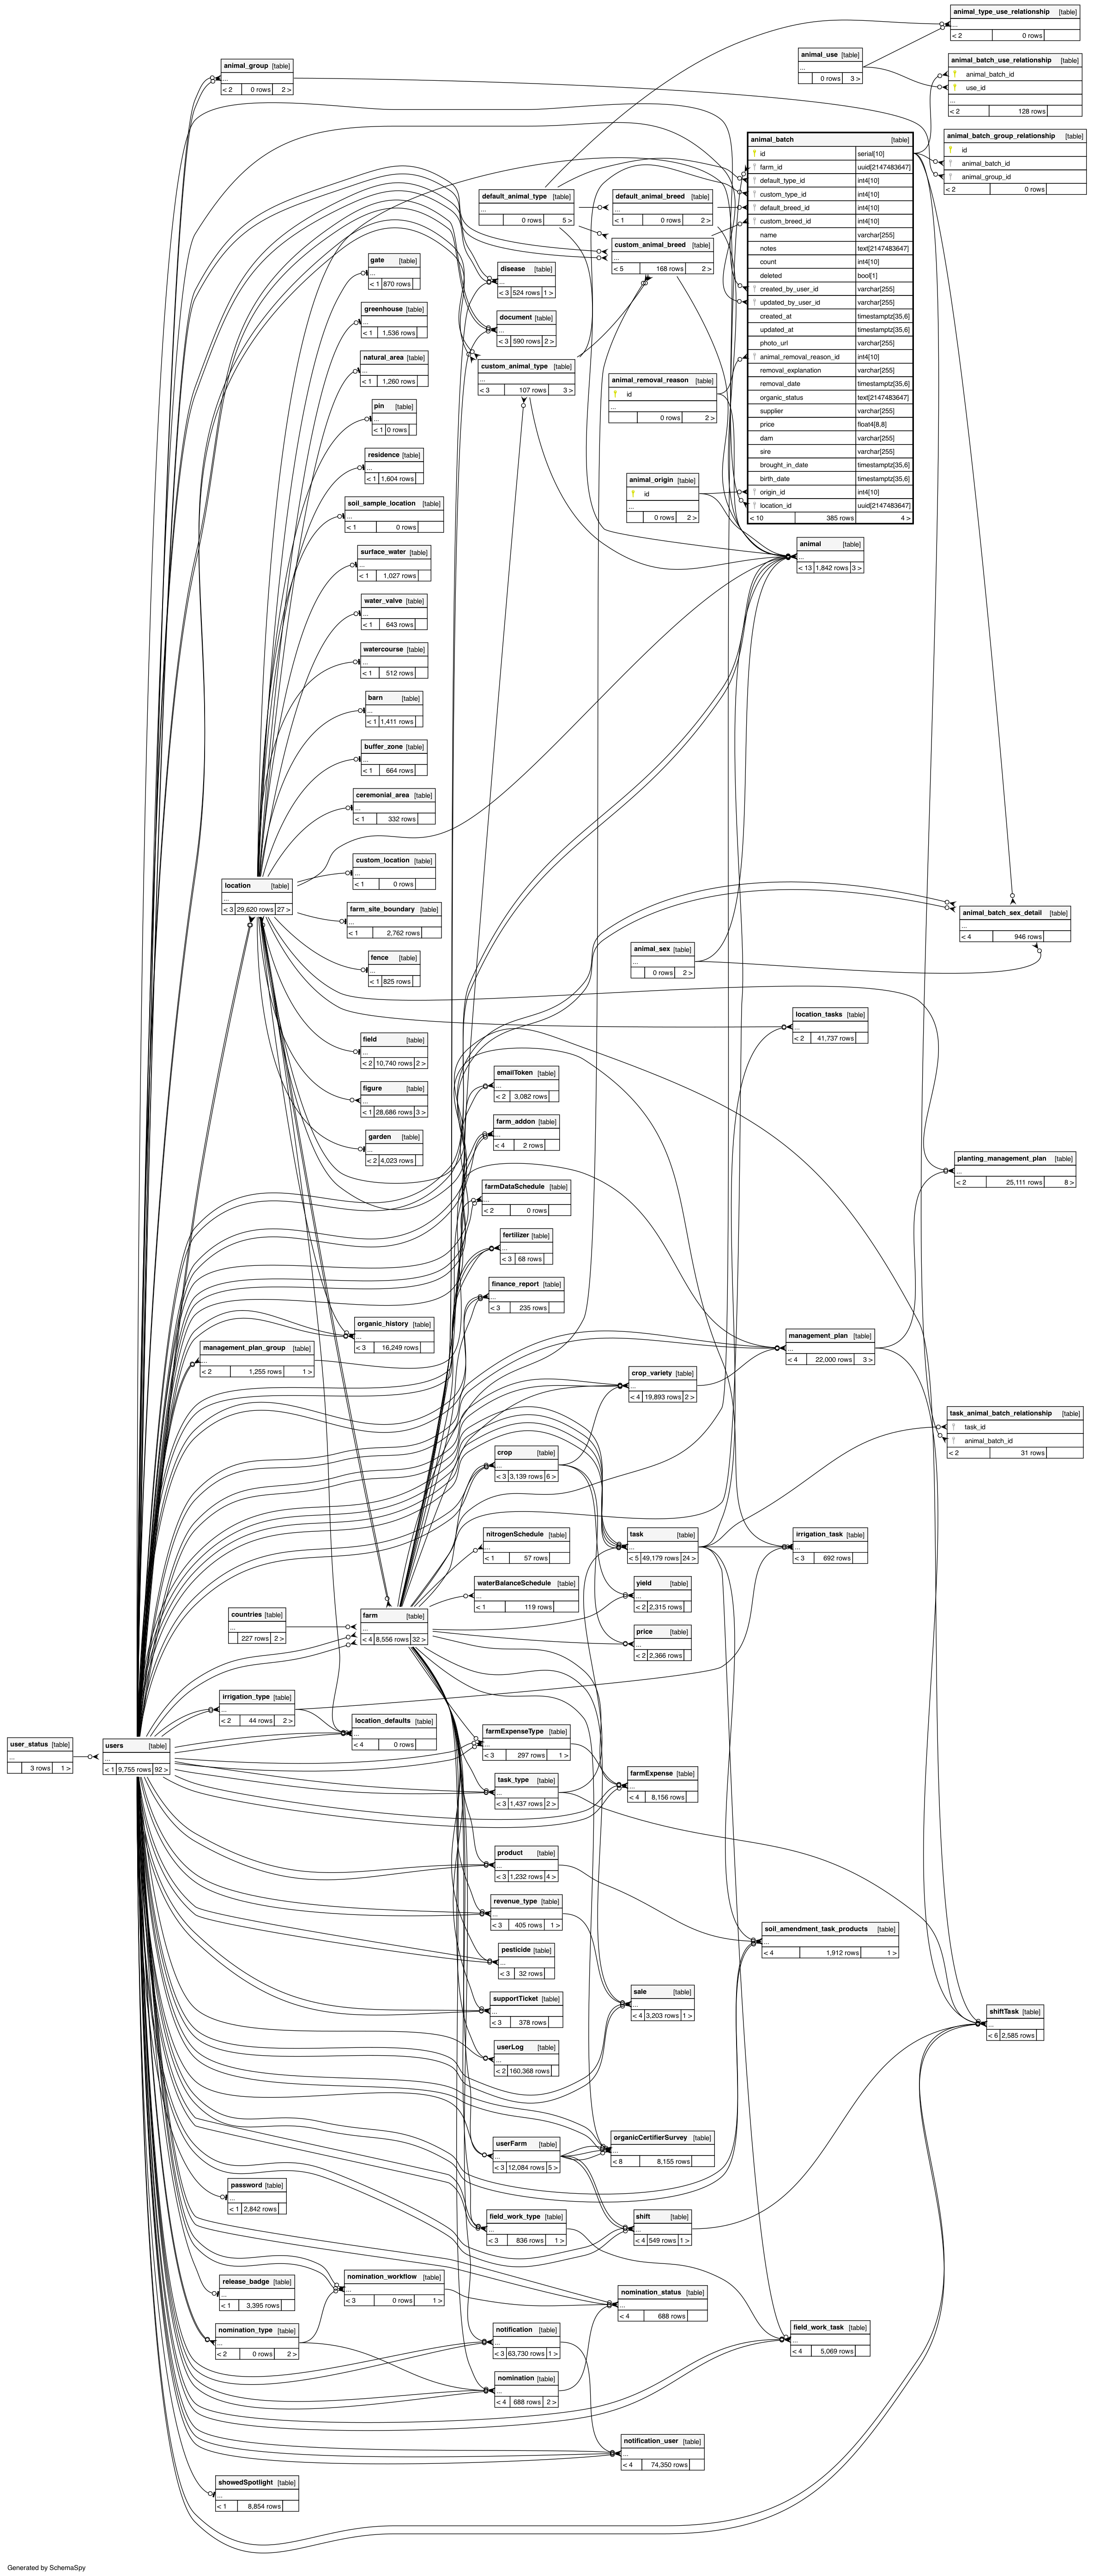 animal_type_use_relationship [table]
...
< 2 0 rows
animal_use [table]
...
0 rows 3 >
animal_batch_use_relationship [table]
animal_batch_id
use_id
...
< 2 128 rows
animal_group [table]
...
< 2 0 rows 2 >
animal_batch_group_relationship [table]
id
animal_batch_id
animal_group_id
< 2 0 rows
animal_batch [table]
id serial[10]
farm_id uuid[2147483647]
default_type_id int4[10]
custom_type_id int4[10]
default_breed_id int4[10]
custom_breed_id int4[10]
name varchar[255]
notes text[2147483647]
count int4[10]
deleted bool[1]
created_by_user_id varchar[255]
updated_by_user_id varchar[255]
created_at timestamptz[35,6]
updated_at timestamptz[35,6]
photo_url varchar[255]
animal_removal_reason_id int4[10]
removal_explanation varchar[255]
removal_date timestamptz[35,6]
organic_status text[2147483647]
supplier varchar[255]
price float4[8,8]
dam varchar[255]
sire varchar[255]
brought_in_date timestamptz[35,6]
birth_date timestamptz[35,6]
origin_id int4[10]
location_id uuid[2147483647]
< 10 385 rows 4 >
default_animal_type [table]
...
0 rows 5 >
default_animal_breed [table]
...
< 1 0 rows 2 >
custom_animal_breed [table]
...
< 5 168 rows 2 >
gate [table]
...
< 1 870 rows
disease [table]
...
< 3 524 rows 1 >
greenhouse [table]
...
< 1 1,536 rows
document [table]
...
< 3 590 rows 2 >
natural_area [table]
...
< 1 1,260 rows
custom_animal_type [table]
...
< 3 107 rows 3 >
animal_removal_reason [table]
id
...
0 rows 2 >
pin [table]
...
< 1 0 rows
residence [table]
...
< 1 1,604 rows
animal_origin [table]
id
...
0 rows 2 >
soil_sample_location [table]
...
< 1 0 rows
animal [table]
...
< 13 1,842 rows 3 >
surface_water [table]
...
< 1 1,027 rows
water_valve [table]
...
< 1 643 rows
watercourse [table]
...
< 1 512 rows
barn [table]
...
< 1 1,411 rows
buffer_zone [table]
...
< 1 664 rows
ceremonial_area [table]
...
< 1 332 rows
custom_location [table]
...
< 1 0 rows
location [table]
...
< 3 29,620 rows 27 >
farm_site_boundary [table]
...
< 1 2,762 rows
animal_batch_sex_detail [table]
...
< 4 946 rows
animal_sex [table]
...
0 rows 2 >
fence [table]
...
< 1 825 rows
location_tasks [table]
...
< 2 41,737 rows
field [table]
...
< 2 10,740 rows 2 >
emailToken [table]
...
< 2 3,082 rows
figure [table]
...
< 1 28,686 rows 3 >
farm_addon [table]
...
< 4 2 rows
garden [table]
...
< 2 4,023 rows
planting_management_plan [table]
...
< 2 25,111 rows 8 >
farmDataSchedule [table]
...
< 2 0 rows
fertilizer [table]
...
< 3 68 rows
finance_report [table]
...
< 3 235 rows
organic_history [table]
...
< 3 16,249 rows
management_plan [table]
...
< 4 22,000 rows 3 >
management_plan_group [table]
...
< 2 1,255 rows 1 >
crop_variety [table]
...
< 4 19,893 rows 2 >
task_animal_batch_relationship [table]
task_id
animal_batch_id
< 2 31 rows
crop [table]
...
< 3 3,139 rows 6 >
nitrogenSchedule [table]
...
< 1 57 rows
task [table]
...
< 5 49,179 rows 24 >
irrigation_task [table]
...
< 3 692 rows
waterBalanceSchedule [table]
...
< 1 119 rows
yield [table]
...
< 2 2,315 rows
countries [table]
...
227 rows 2 >
farm [table]
...
< 4 8,556 rows 32 >
price [table]
...
< 2 2,366 rows
irrigation_type [table]
...
< 2 44 rows 2 >
location_defaults [table]
...
< 4 0 rows
farmExpenseType [table]
...
< 3 297 rows 1 >
user_status [table]
...
3 rows 1 >
users [table]
...
< 1 9,755 rows 92 >
task_type [table]
...
< 3 1,437 rows 2 >
farmExpense [table]
...
< 4 8,156 rows
product [table]
...
< 3 1,232 rows 4 >
revenue_type [table]
...
< 3 405 rows 1 >
soil_amendment_task_products [table]
...
< 4 1,912 rows 1 >
pesticide [table]
...
< 3 32 rows
supportTicket [table]
...
< 3 378 rows
sale [table]
...
< 4 3,203 rows 1 >
shiftTask [table]
...
< 6 2,585 rows
userLog [table]
...
< 2 160,368 rows
userFarm [table]
...
< 3 12,084 rows 5 >
organicCertifierSurvey [table]
...
< 8 8,155 rows
password [table]
...
< 1 2,842 rows
field_work_type [table]
...
< 3 836 rows 1 >
shift [table]
...
< 4 549 rows 1 >
release_badge [table]
...
< 1 3,395 rows
nomination_workflow [table]
...
< 3 0 rows 1 >
nomination_status [table]
...
< 4 688 rows
nomination_type [table]
...
< 2 0 rows 2 >
notification [table]
...
< 3 63,730 rows 1 >
field_work_task [table]
...
< 4 5,069 rows
nomination [table]
...
< 4 688 rows 2 >
notification_user [table]
...
< 4 74,350 rows
showedSpotlight [table]
...
< 1 8,854 rows
Generated by SchemaSpy